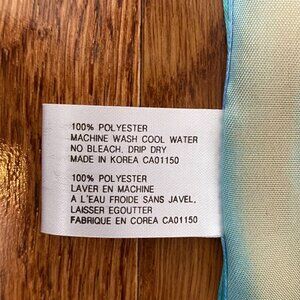 100% POLYESTER
MACHINE WASH COOL WATER
NO BLEACH. DRIP DRY
MADE IN KOREA CA01150
100% POLYESTER
LAVER EN MACHINE
A L'EAU FROIDE SANS JAVEL,
LAISSER EGOUTTER
FABRIQUE EN COREA CA01150